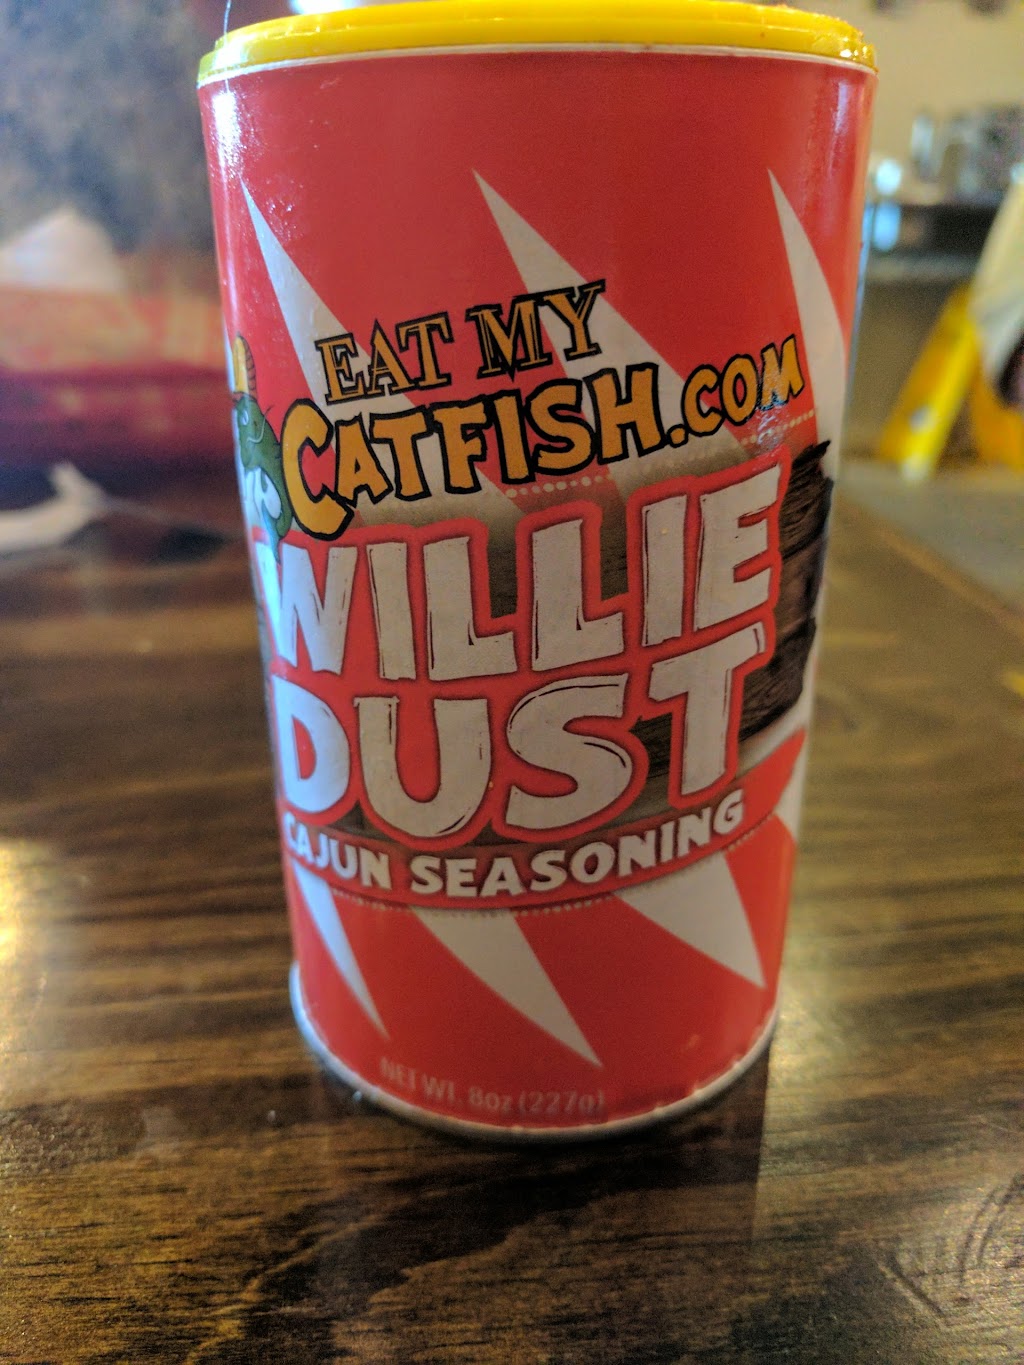 EAT MY
CATFISH.COM
WILLIE
DUST
CAJUN SEASONING
NET WT. 8oz (227g)